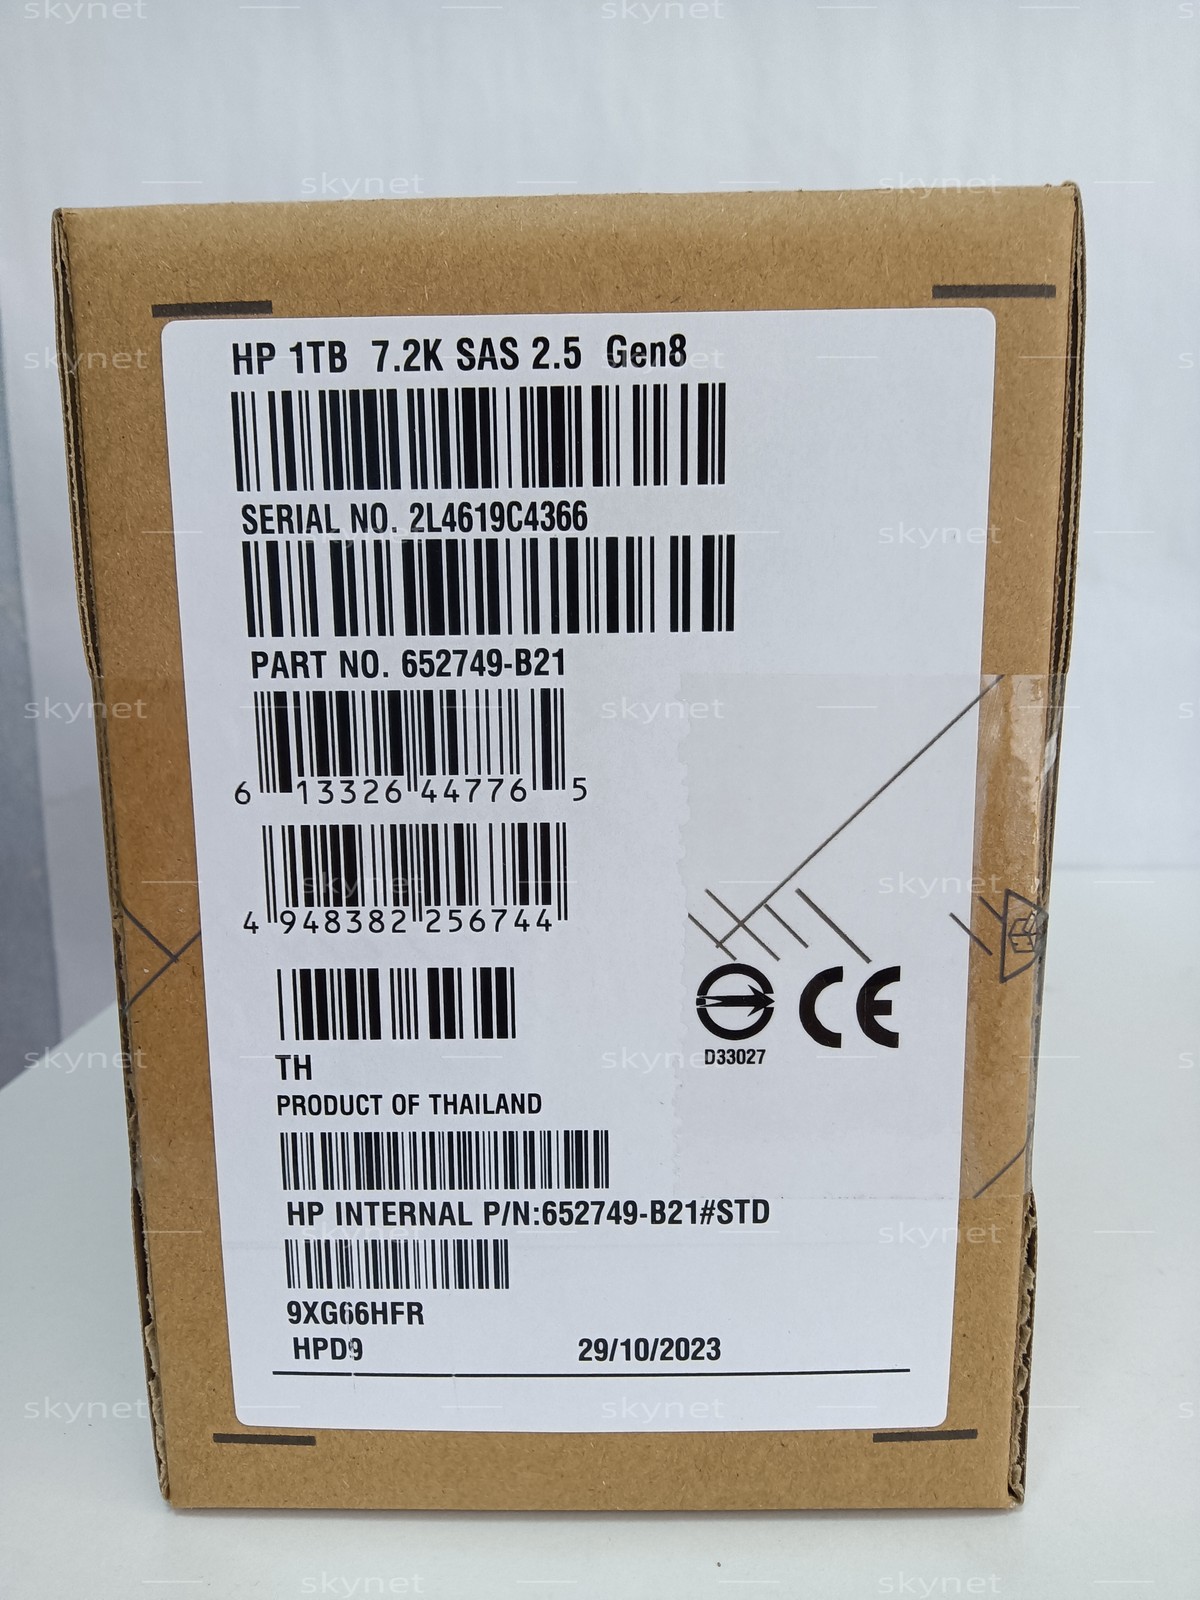 HP 1TB 7.2K SAS 2.5 Gen8
SERIAL NO. 2L4619C4366
PART NO. 652749-B21
6 13326 44776 5
4 948382 256744
D33027
CE
TH
PRODUCT OF THAILAND
HP INTERNAL P/N:652749-B21#STD
9XG66HFR
HPD9 29/10/2023
skynet